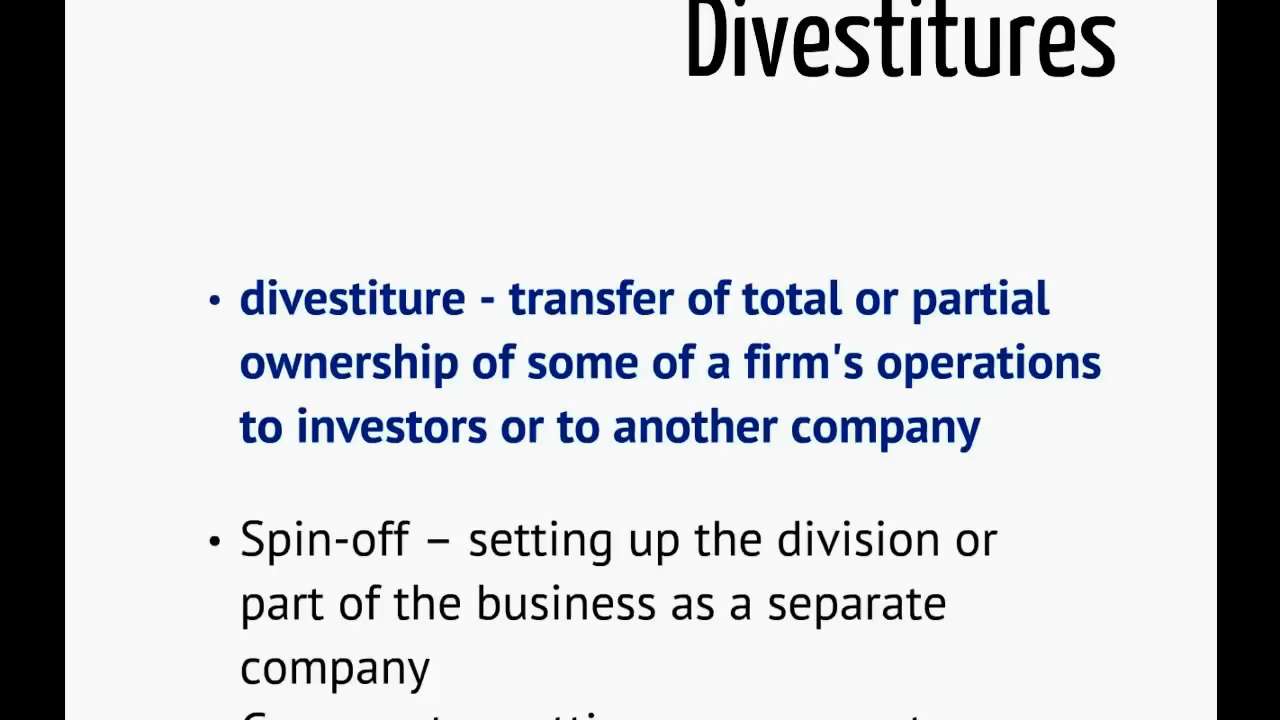 Divestitures
• divestiture - transfer of total or partial
ownership of some of a firm's operations
to investors or to another company
• Spin-off – setting up the division or
part of the business as a separate
company